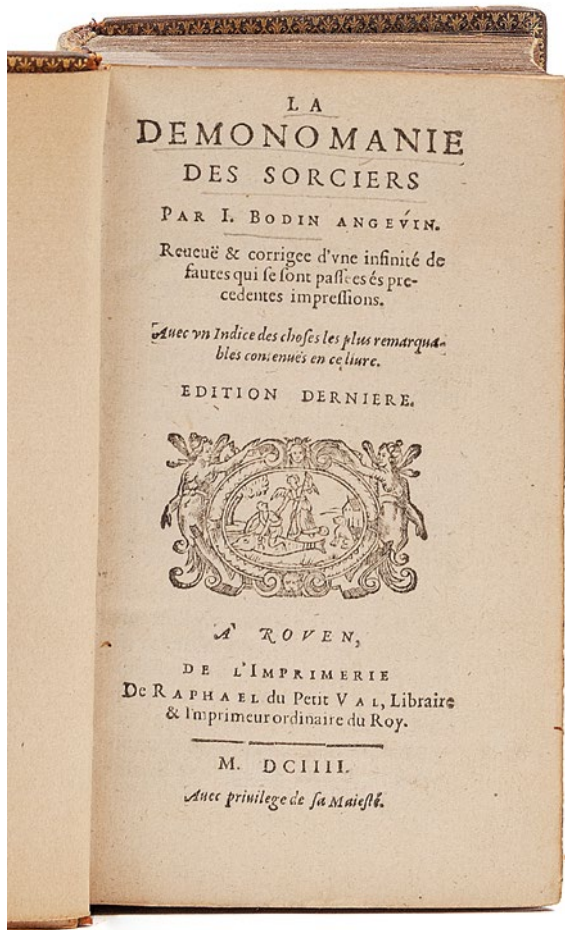 LA
DEMONOMANIE
DES SORCIERS
PAR I. BODIN ANGEVIN.
Reueuë & corrigee d'vne infinité de
fautes qui ſe ſont paſſees és pre-
cedentes impreſſions.
Auec vn Indice des choſes les plus remarqua-
bles contenuës en ce liure.
EDITION DERNIERE.
A ROVEN,
DE L'IMPRIMERIE
De RAPHAEL du Petit VAL, Libraire
& Imprimeur ordinaire du Roy.
M. DCIIII.
Auec priuilege de ſa Maieſté.